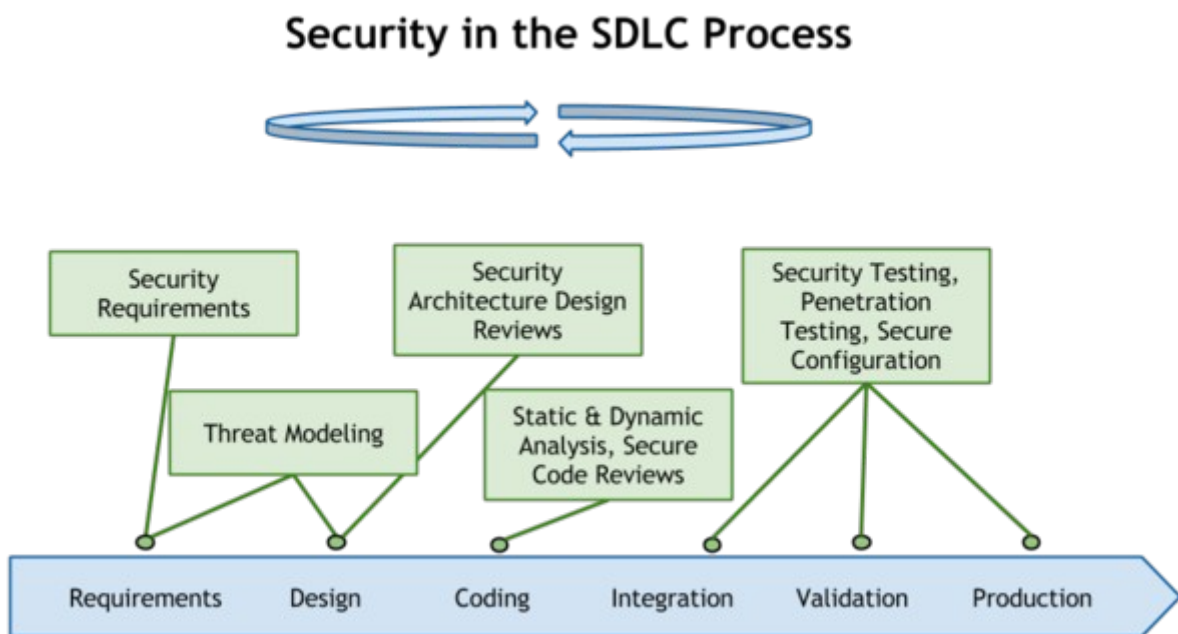 Security in the SDLC Process
Security
Requirements
Security
Architecture Design
Reviews
Security Testing,
Penetration
Testing, Secure
Configuration
Threat Modeling
Static & Dynamic
Analysis, Secure
Code Reviews
Requirements
Design
Coding
Integration
Validation
Production